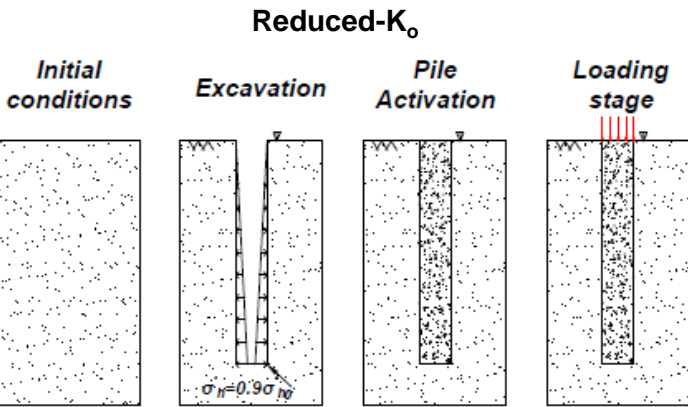 Reduced-Kₒ
Initial
conditions
Excavation
Pile
Activation
Loading
stage
σₕ=0.9σₕ₀